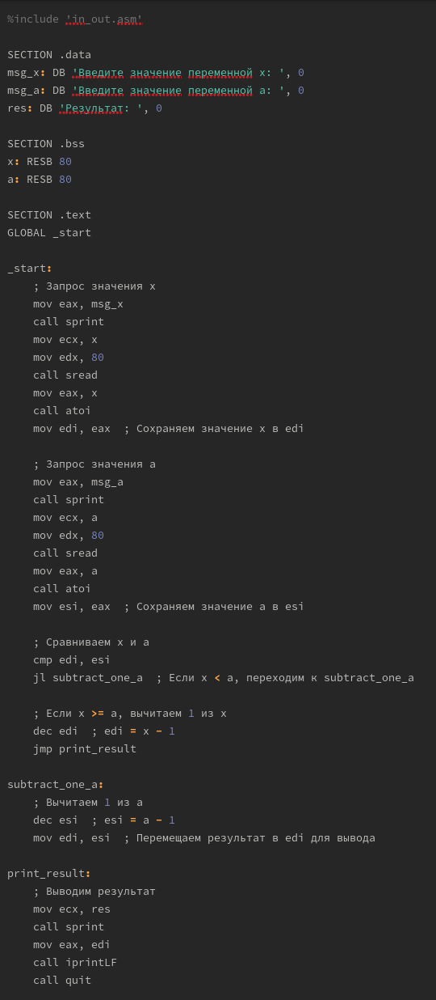 %include 'in_out.asm'
SECTION .data
msg_x: DB 'Введите значение переменной x: ', 0
msg_a: DB 'Введите значение переменной a: ', 0
res: DB 'Результат: ', 0
SECTION .bss
x: RESB 80
a: RESB 80
SECTION .text
GLOBAL _start
_start:
; Запрос значения x
mov eax, msg_x
call sprint
mov ecx, x
mov edx, 80
call sread
mov eax, x
call atoi
mov edi, eax  ; Сохраняем значение x в edi
; Запрос значения a
mov eax, msg_a
call sprint
mov ecx, a
mov edx, 80
call sread
mov eax, a
call atoi
mov esi, eax  ; Сохраняем значение a в esi
; Сравниваем x и a
cmp edi, esi
jl subtract_one_a  ; Если x < a, переходим к subtract_one_a
; Если x >= a, вычитаем 1 из x
dec edi  ; edi = x - 1
jmp print_result
subtract_one_a:
; Вычитаем 1 из a
dec esi  ; esi = a - 1
mov edi, esi  ; Перемещаем результат в edi для вывода
print_result:
; Выводим результат
mov ecx, res
call sprint
mov eax, edi
call iprintLF
call quit